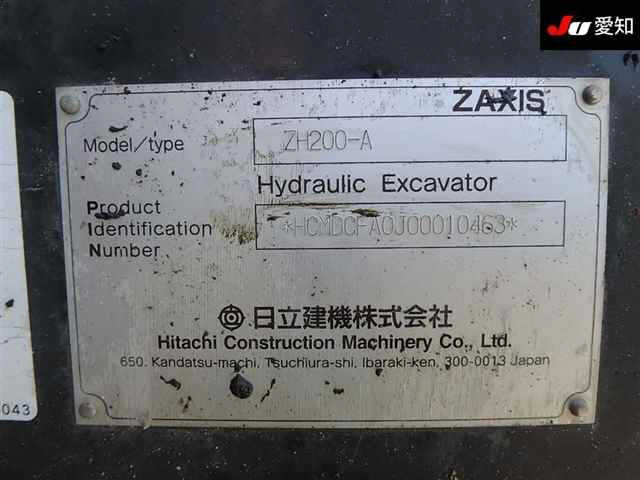 JU 愛知
ZAXIS
Model/type ZH200-A
Hydraulic Excavator
Product
Identification
Number
*HCMDCFA0J00010463*
日立建機株式会社
Hitachi Construction Machinery Co., Ltd.
650. Kandatsu-machi, Tsuchiura-shi, Ibaraki-ken, 300-0013 Japan
043